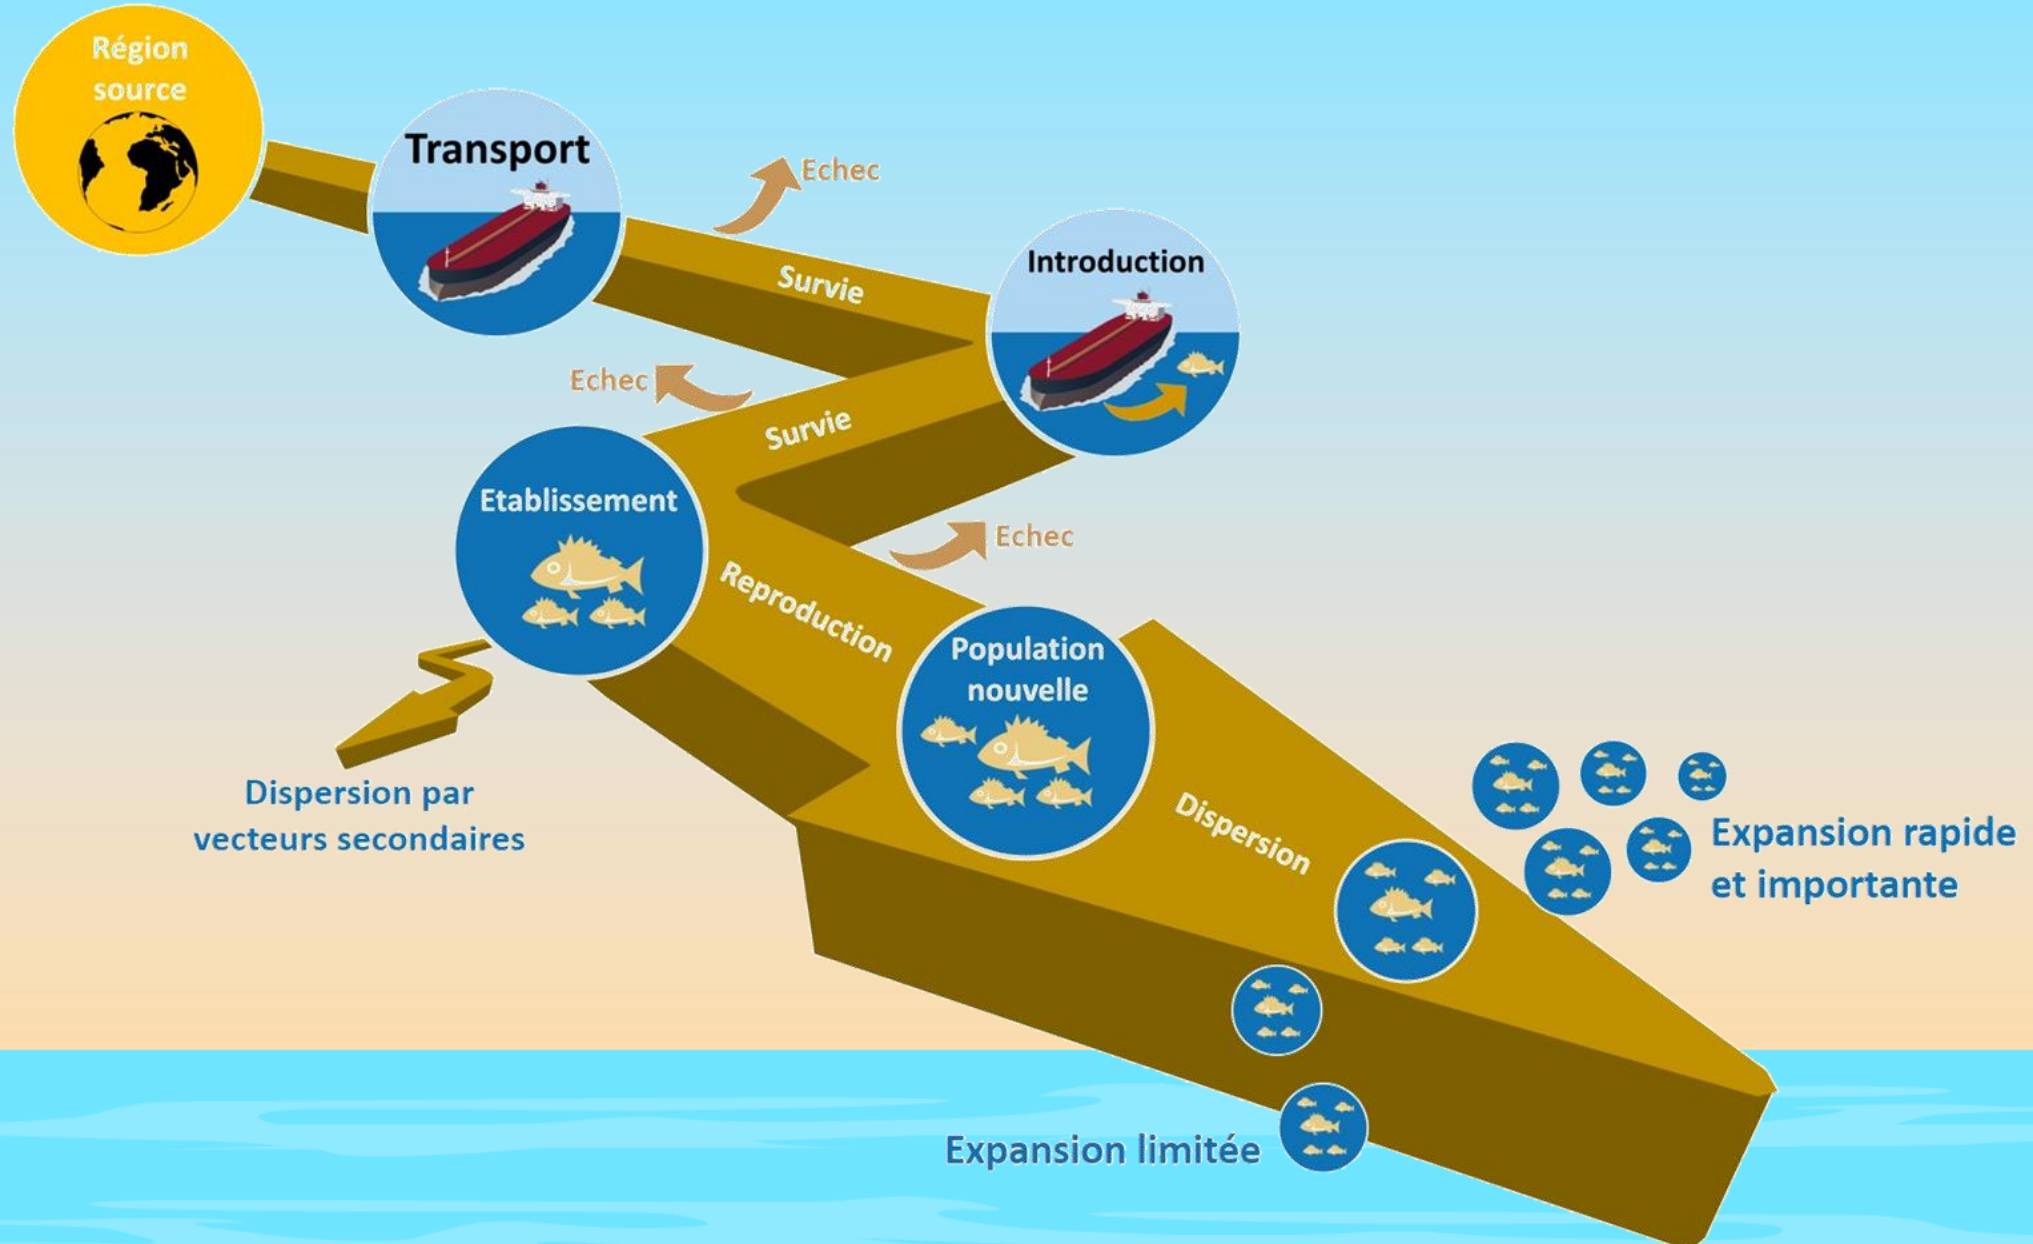 Région
source
Transport
Echec
Survie
Introduction
Echec
Survie
Etablissement
Echec
Reproduction
Population
nouvelle
Dispersion par
vecteurs secondaires
Dispersion
Expansion rapide
et importante
Expansion limitée